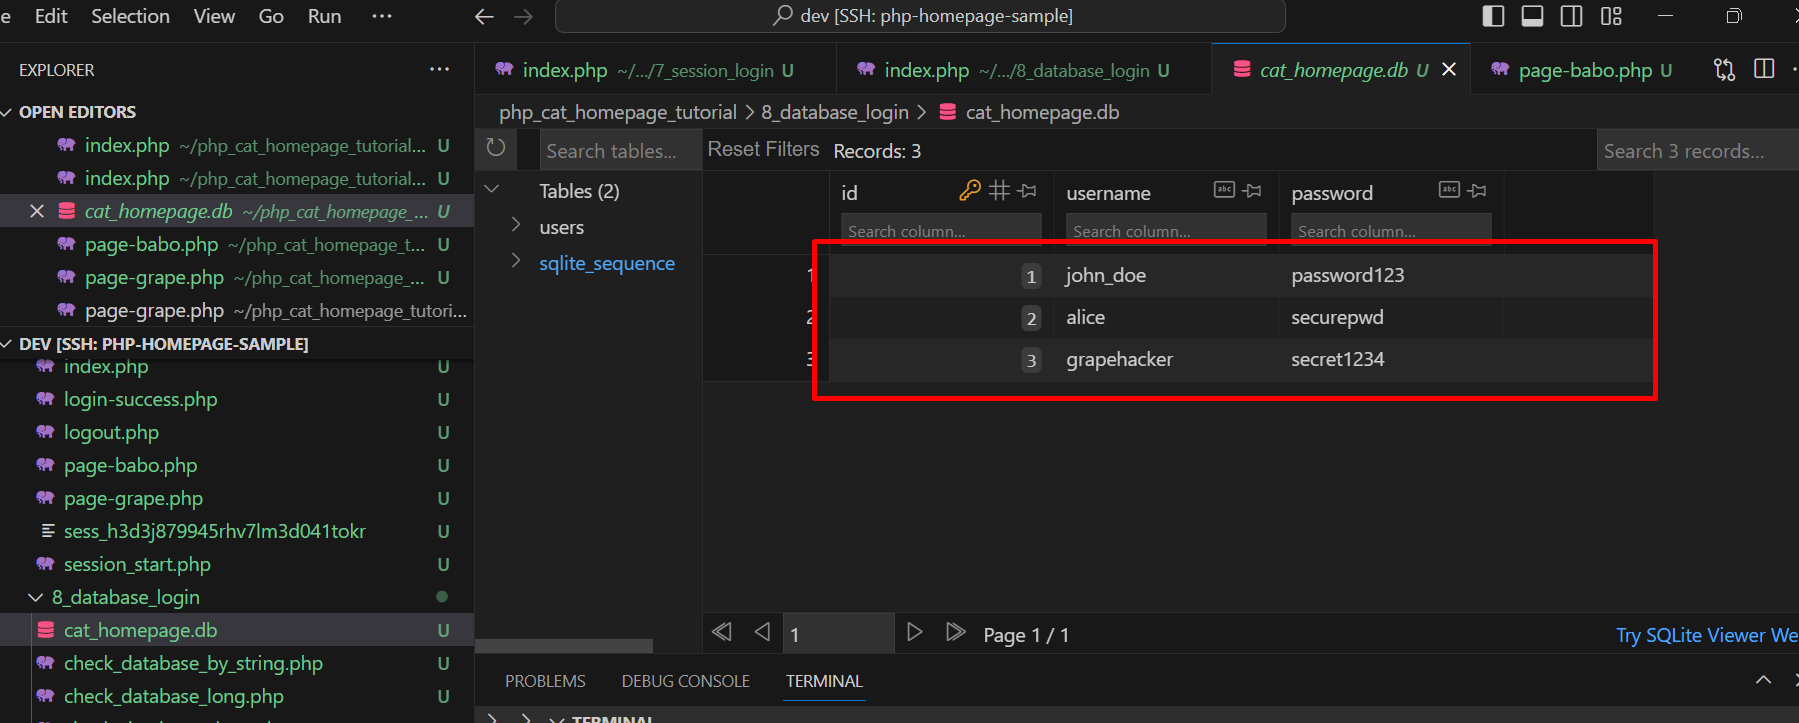 e Edit Selection View Go Run ··· dev [SSH: php-homepage-sample]
EXPLORER ···
OPEN EDITORS
index.php ~/php_cat_homepage_tutorial... U
index.php ~/php_cat_homepage_tutorial... U
cat_homepage.db ~/php_cat_homepage_... U
page-babo.php ~/php_cat_homepage_t... U
page-grape.php ~/php_cat_homepage_... U
page-grape.php ~/php_cat_homepage_tutori...
DEV [SSH: PHP-HOMEPAGE-SAMPLE]
index.php U
login-success.php U
logout.php U
page-babo.php U
page-grape.php U
sess_h3d3j879945rhv7lm3d041tokr U
session_start.php U
8_database_login
cat_homepage.db U
check_database_by_string.php U
check_database_long.php U
index.php ~/.../7_session_login U index.php ~/.../8_database_login U cat_homepage.db U page-babo.php U
php_cat_homepage_tutorial > 8_database_login > cat_homepage.db
Search tables... Reset Filters Records: 3 Search 3 records...
Tables (2)
users
sqlite_sequence
id username password
Search column... Search column... Search column...
1 1 john_doe password123
2 2 alice securepwd
3 3 grapehacker secret1234
1 Page 1 / 1 Try SQLite Viewer We
PROBLEMS DEBUG CONSOLE TERMINAL
TERMINAL